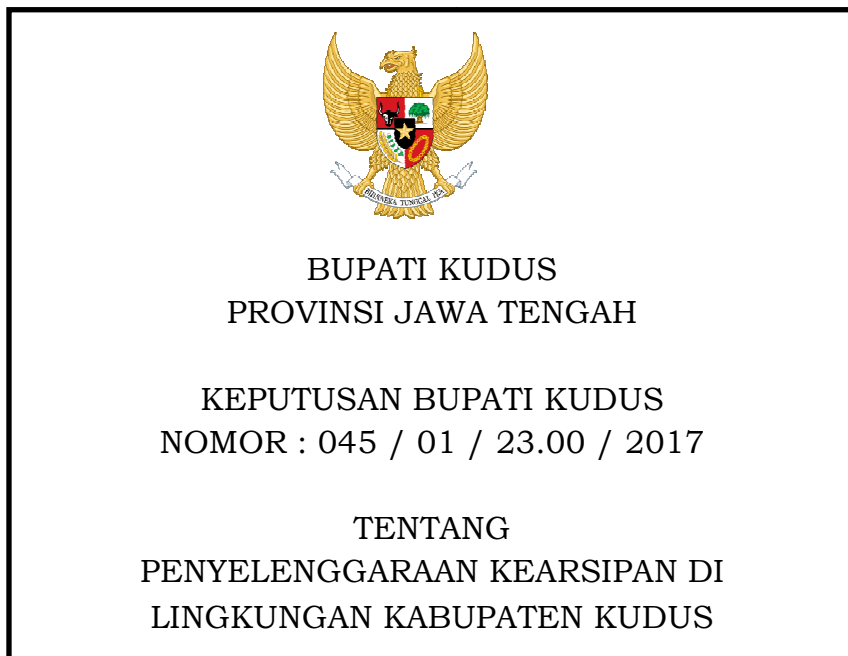 BHINNEKA TUNGGAL IKA
BUPATI KUDUS
PROVINSI JAWA TENGAH
KEPUTUSAN BUPATI KUDUS
NOMOR : 045 / 01 / 23.00 / 2017
TENTANG
PENYELENGGARAAN KEARSIPAN DI
LINGKUNGAN KABUPATEN KUDUS